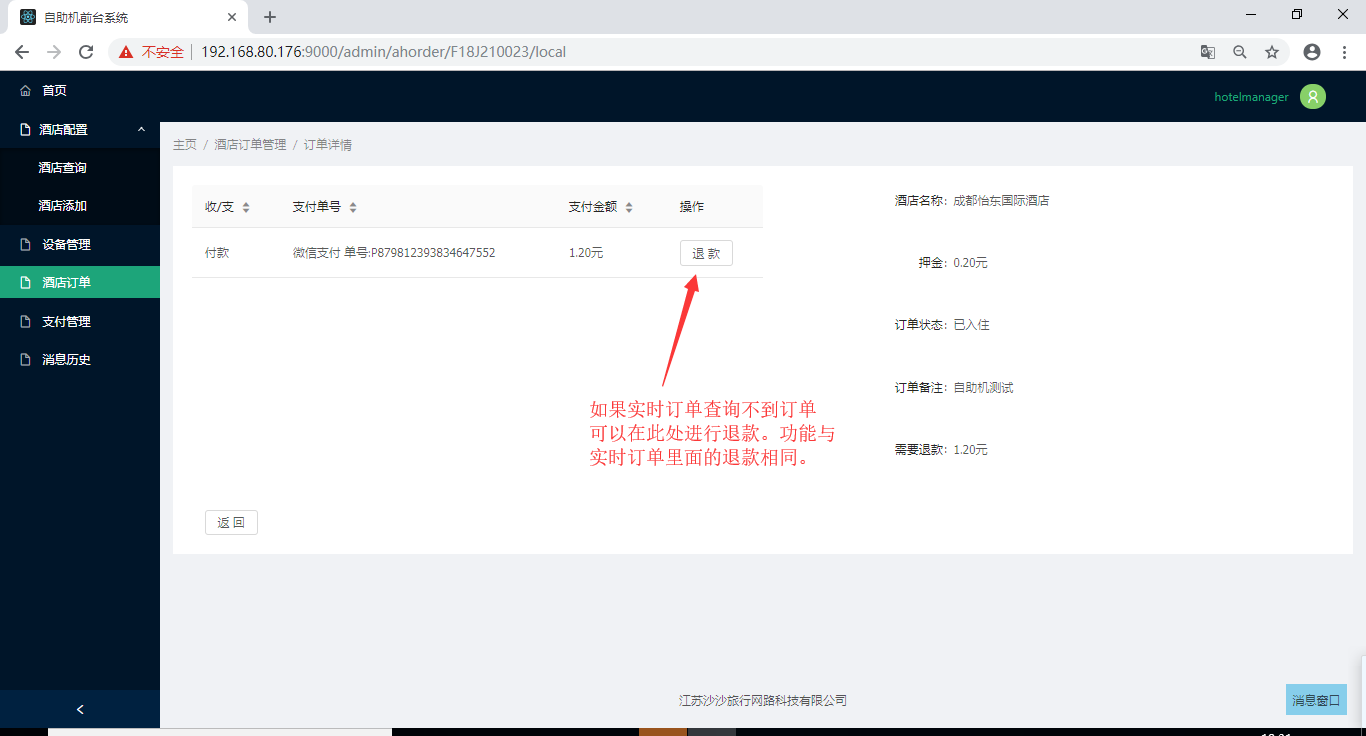 自助机前台系统
不安全 192.168.80.176:9000/admin/ahorder/F18J210023/local
首页
hotelmanager
酒店配置
酒店查询
酒店添加
设备管理
酒店订单
支付管理
消息历史
主页 / 酒店订单管理 / 订单详情
收/支 支付单号 支付金额 操作
付款 微信支付 单号:P879812393834647552 1.20元 退 款
如果实时订单查询不到订单
可以在此处进行退款。功能与
实时订单里面的退款相同。
返 回
酒店名称: 成都怡东国际酒店
押金: 0.20元
订单状态: 已入住
订单备注: 自助机测试
需要退款: 1.20元
江苏沙沙旅行网路科技有限公司
消息窗口